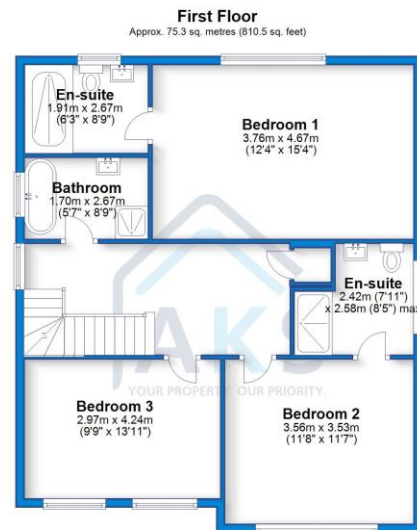 First Floor
Approx. 75.3 sq. metres (810.5 sq. feet)
En-suite
1.91m x 2.67m
(6'3" x 8'9")
Bedroom 1
3.76m x 4.67m
(12'4" x 15'4")
Bathroom
1.70m x 2.67m
(5'7" x 8'9")
En-suite
2.42m (7'11")
x 2.58m (8'5") max
AKS
YOUR PROPERTY. OUR PRIORITY.
Bedroom 3
2.97m x 4.24m
(9'9" x 13'11")
Bedroom 2
3.56m x 3.53m
(11'8" x 11'7")